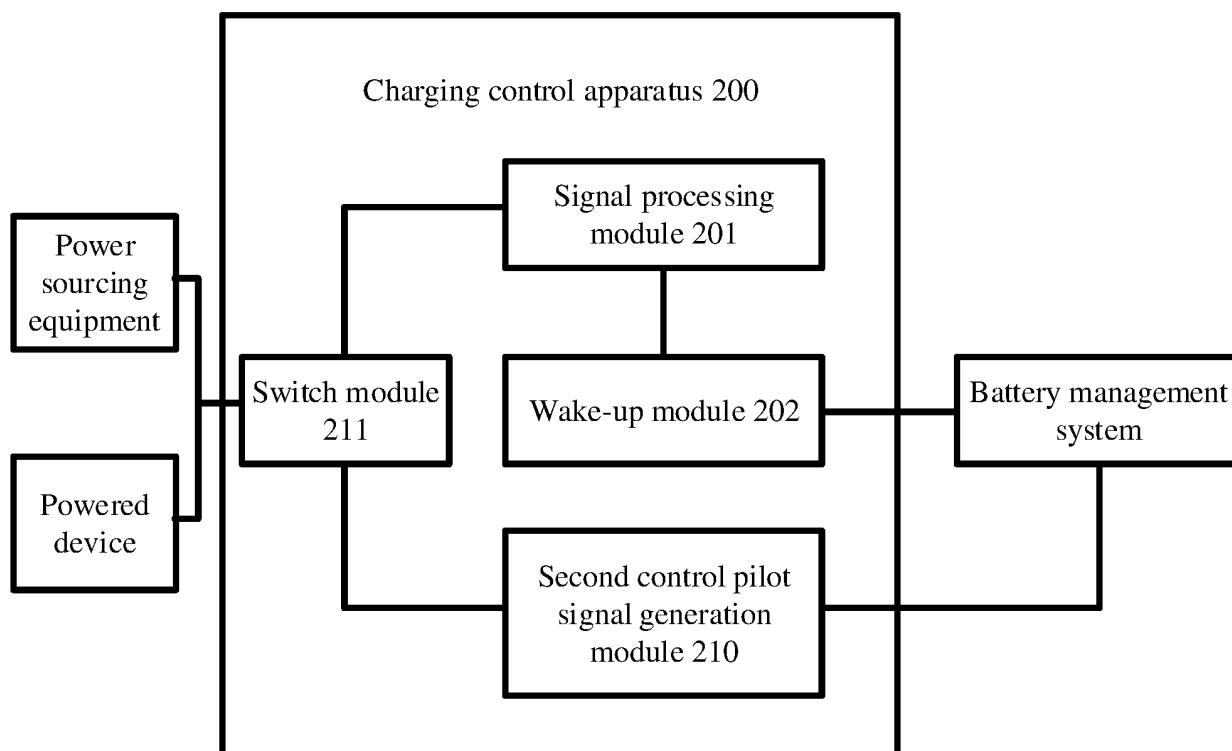 Charging control apparatus 200
Signal processing
module 201
Power
sourcing
equipment
Switch module
211
Wake-up module 202
Battery management
system
Powered
device
Second control pilot
signal generation
module 210